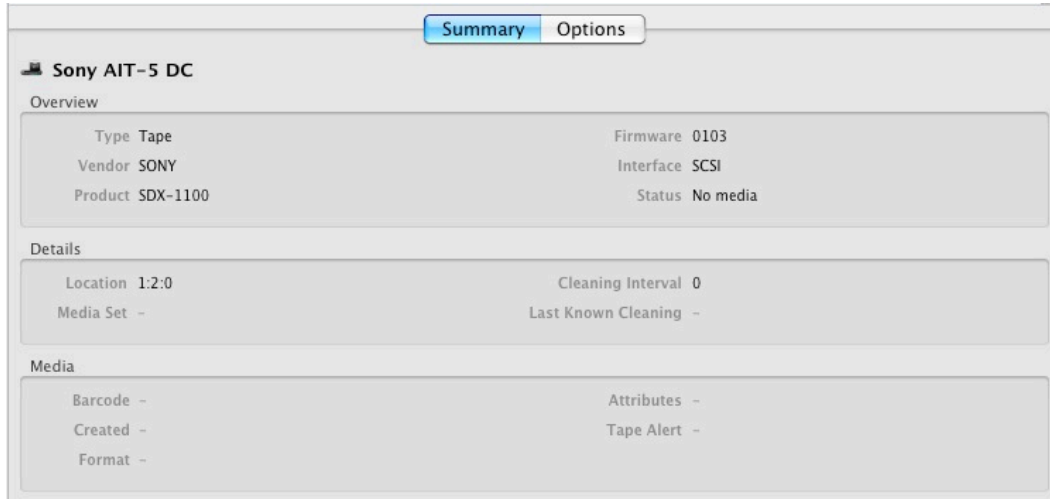 Summary Options
Sony AIT-5 DC
Overview
Type Tape Firmware 0103
Vendor SONY Interface SCSI
Product SDX-1100 Status No media
Details
Location 1:2:0 Cleaning Interval 0
Media Set - Last Known Cleaning -
Media
Barcode - Attributes -
Created - Tape Alert -
Format -